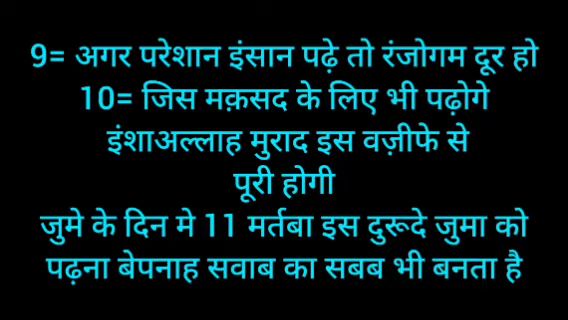 9= अगर परेशान इंसान पढ़े तो रंजोगम दूर हो
10= जिस मक़सद के लिए भी पढ़ोगे
इंशाअल्लाह मुराद इस वज़ीफे से
पूरी होगी
जुमे के दिन मे 11 मर्तबा इस दुरूदे जुमा को
पढ़ना बेपनाह सवाब का सबब भी बनता है